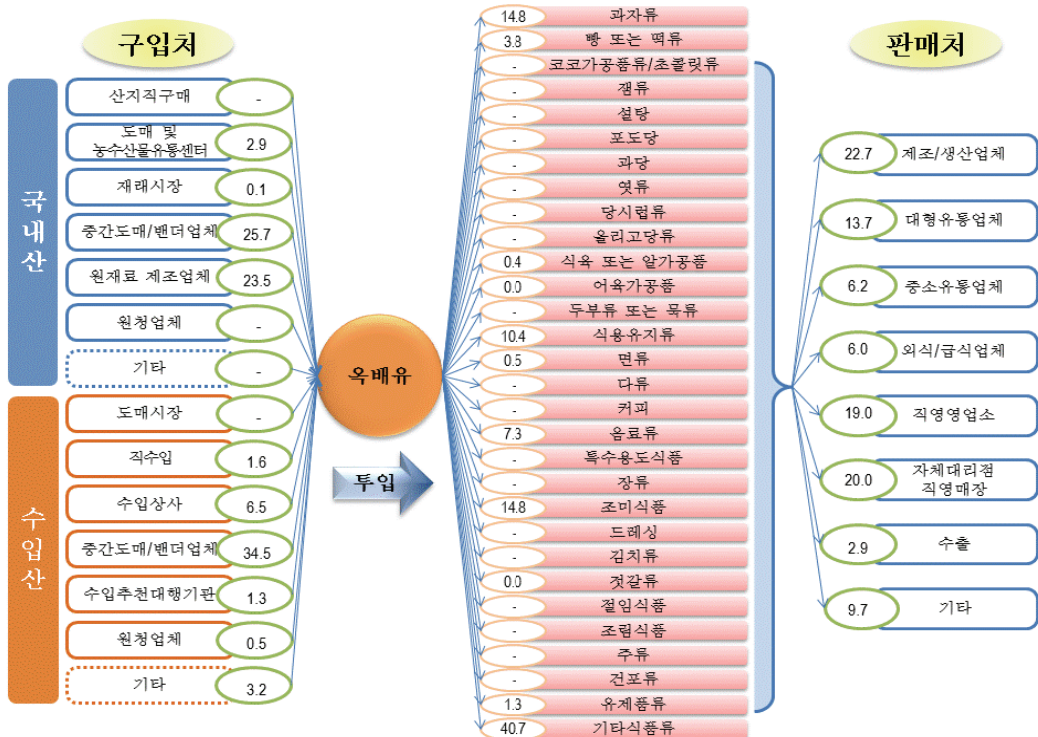 구입처
국내산
산지직구매
-
도매 및
농수산물유통센터
2.9
재래시장
0.1
중간도매/밴더업체
25.7
원재료 제조업체
23.5
원청업체
-
기타
-
수입산
도매시장
-
직수입
1.6
수입상사
6.5
중간도매/밴더업체
34.5
수입추천대행기관
1.3
원청업체
0.5
기타
3.2
옥배유
투입
14.8 과자류
3.8 빵 또는 떡류
- 코코가공품류/초콜릿류
- 잼류
- 설탕
- 포도당
- 과당
- 엿류
- 당시럽류
- 올리고당류
0.4 식육 또는 알가공품
0.0 어육가공품
- 두부류 또는 묵류
10.4 식용유지류
0.5 면류
- 다류
- 커피
7.3 음료류
- 특수용도식품
- 장류
14.8 조미식품
- 드레싱
- 김치류
0.0 젓갈류
- 절임식품
- 조림식품
- 주류
- 건포류
1.3 유제품류
40.7 기타식품류
판매처
22.7 제조/생산업체
13.7 대형유통업체
6.2 중소유통업체
6.0 외식/급식업체
19.0 직영영업소
20.0 자체대리점
직영매장
2.9 수출
9.7 기타